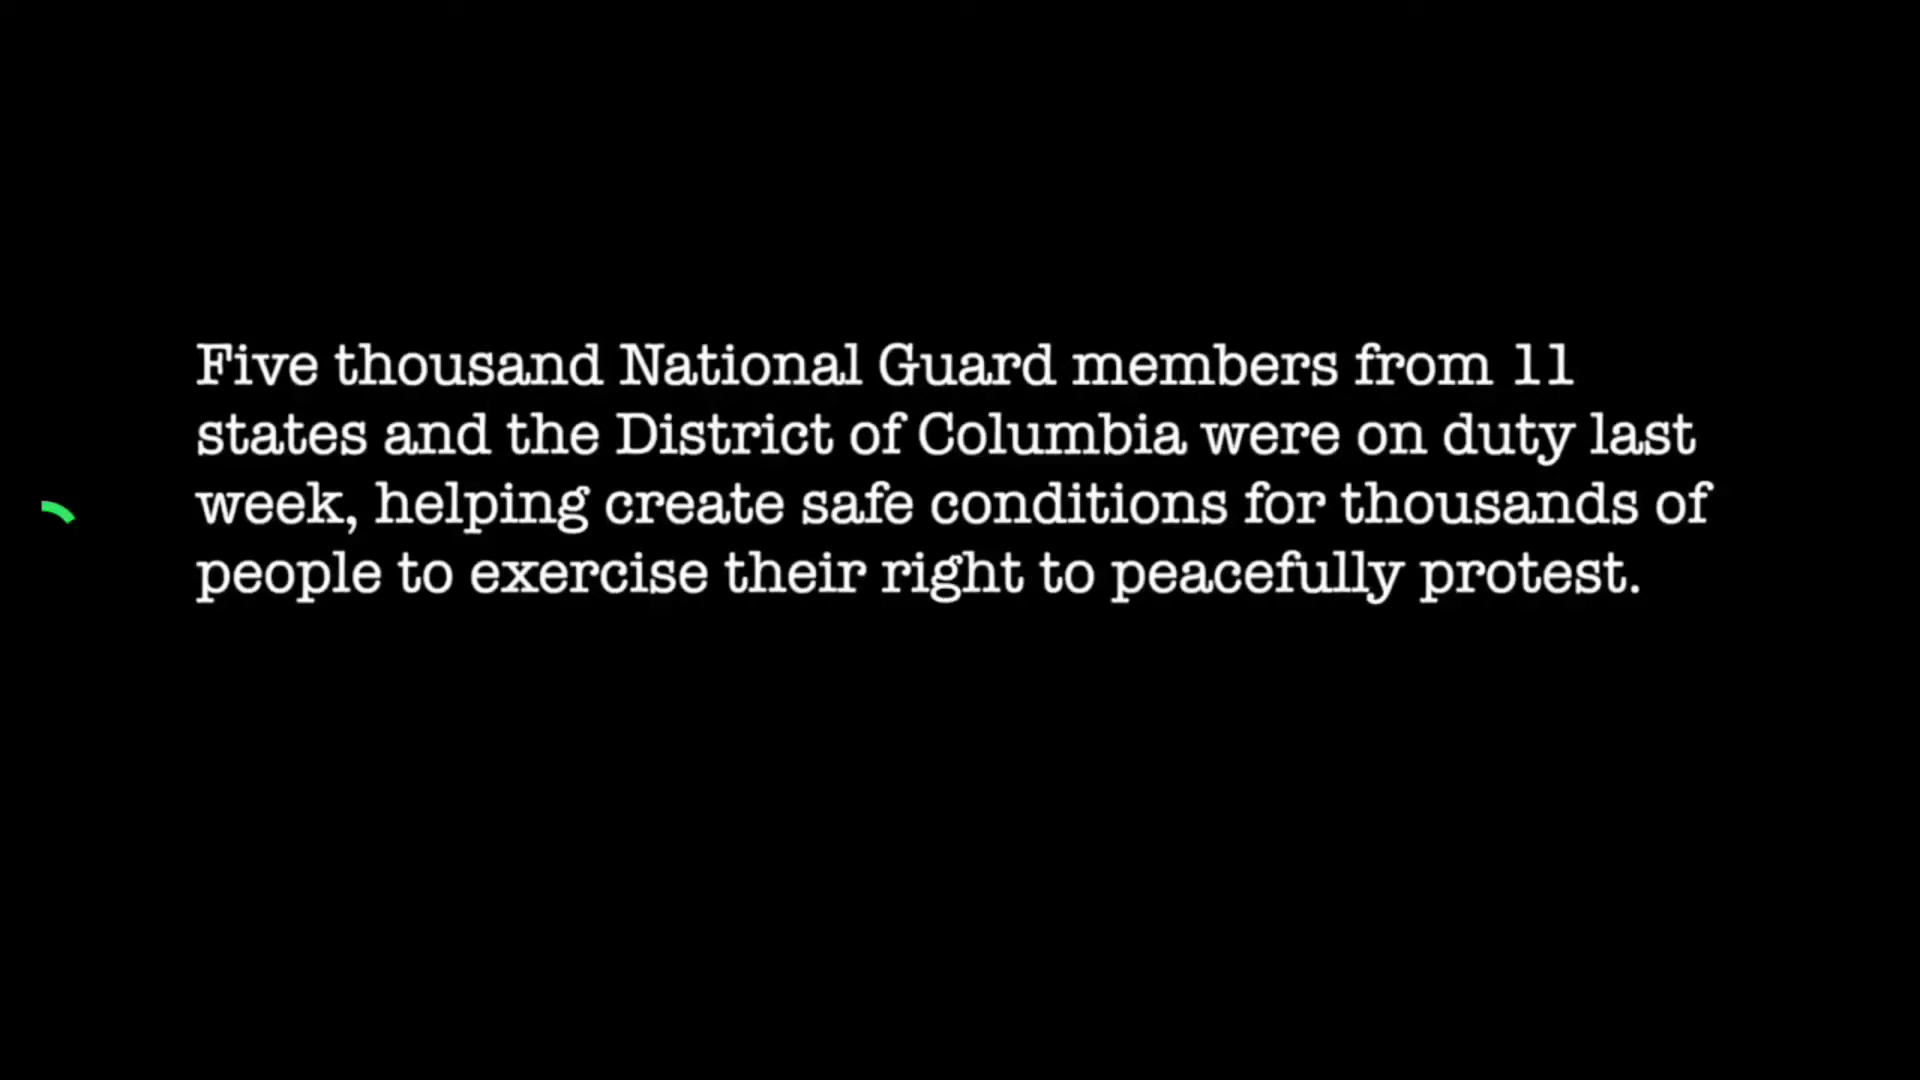 Five thousand National Guard members from 11
states and the District of Columbia were on duty last
week, helping create safe conditions for thousands of
people to exercise their right to peacefully protest.